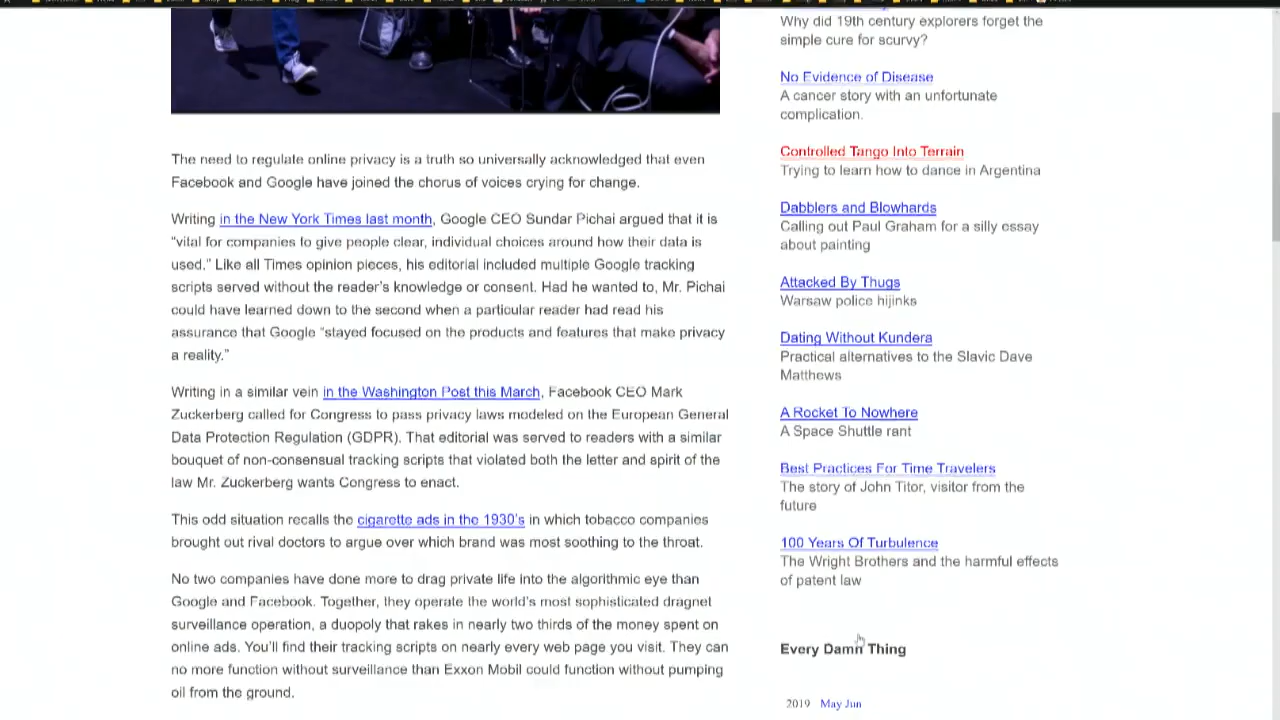 The need to regulate online privacy is a truth so universally acknowledged that even
Facebook and Google have joined the chorus of voices crying for change.
Writing in the New York Times last month, Google CEO Sundar Pichai argued that it is
“vital for companies to give people clear, individual choices around how their data is
used.” Like all Times opinion pieces, his editorial included multiple Google tracking
scripts served without the reader’s knowledge or consent. Had he wanted to, Mr. Pichai
could have learned down to the second when a particular reader had read his
assurance that Google “stayed focused on the products and features that make privacy
a reality.”
Writing in a similar vein in the Washington Post this March, Facebook CEO Mark
Zuckerberg called for Congress to pass privacy laws modeled on the European General
Data Protection Regulation (GDPR). That editorial was served to readers with a similar
bouquet of non-consensual tracking scripts that violated both the letter and spirit of the
law Mr. Zuckerberg wants Congress to enact.
This odd situation recalls the cigarette ads in the 1930’s in which tobacco companies
brought out rival doctors to argue over which brand was most soothing to the throat.
No two companies have done more to drag private life into the algorithmic eye than
Google and Facebook. Together, they operate the world’s most sophisticated dragnet
surveillance operation, a duopoly that rakes in nearly two thirds of the money spent on
online ads. You’ll find their tracking scripts on nearly every web page you visit. They can
no more function without surveillance than Exxon Mobil could function without pumping
oil from the ground.
Why did 19th century explorers forget the
simple cure for scurvy?
No Evidence of Disease
A cancer story with an unfortunate
complication.
Controlled Tango Into Terrain
Trying to learn how to dance in Argentina
Dabblers and Blowhards
Calling out Paul Graham for a silly essay
about painting
Attacked By Thugs
Warsaw police hijinks
Dating Without Kundera
Practical alternatives to the Slavic Dave
Matthews
A Rocket To Nowhere
A Space Shuttle rant
Best Practices For Time Travelers
The story of John Titor, visitor from the
future
100 Years Of Turbulence
The Wright Brothers and the harmful effects
of patent law
Every Damn Thing
2019 May Jun